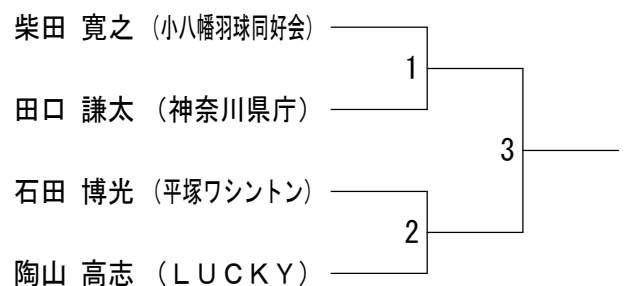 柴田 寛之 (小八幡羽球同好会)
1
田口 謙太 (神奈川県庁)
3
石田 博光 (平塚ワシントン)
2
陶山 高志 (ＬＵＣＫＹ)